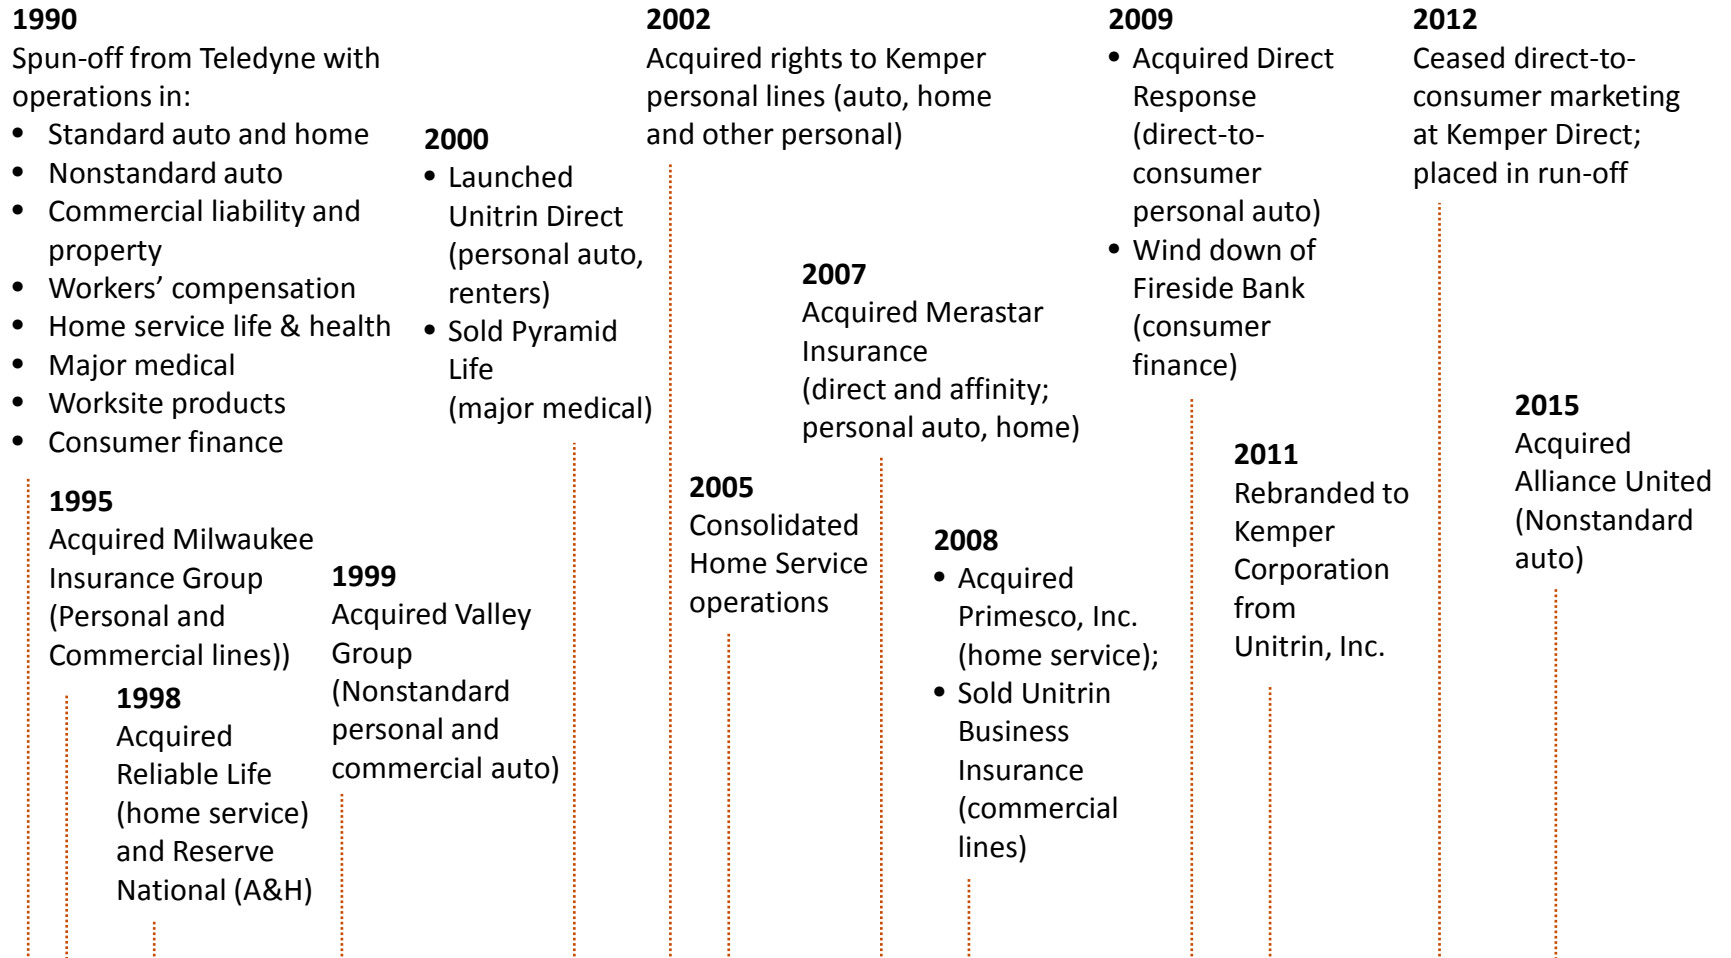 1990
Spun-off from Teledyne with
operations in:
• Standard auto and home
• Nonstandard auto
• Commercial liability and
property
• Workers’ compensation
• Home service life & health
• Major medical
• Worksite products
• Consumer finance
1995
Acquired Milwaukee
Insurance Group
(Personal and
Commercial lines))
1998
Acquired
Reliable Life
(home service)
and Reserve
National (A&H)
1999
Acquired Valley
Group
(Nonstandard
personal and
commercial auto)
2000
• Launched
Unitrin Direct
(personal auto,
renters)
• Sold Pyramid
Life
(major medical)
2002
Acquired rights to Kemper
personal lines (auto, home
and other personal)
2005
Consolidated
Home Service
operations
2007
Acquired Merastar
Insurance
(direct and affinity;
personal auto, home)
2008
• Acquired
Primesco, Inc.
(home service);
• Sold Unitrin
Business
Insurance
(commercial
lines)
2009
• Acquired Direct
Response
(direct-to-
consumer
personal auto)
• Wind down of
Fireside Bank
(consumer
finance)
2011
Rebranded to
Kemper
Corporation
from
Unitrin, Inc.
2012
Ceased direct-to-
consumer marketing
at Kemper Direct;
placed in run-off
2015
Acquired
Alliance United
(Nonstandard
auto)